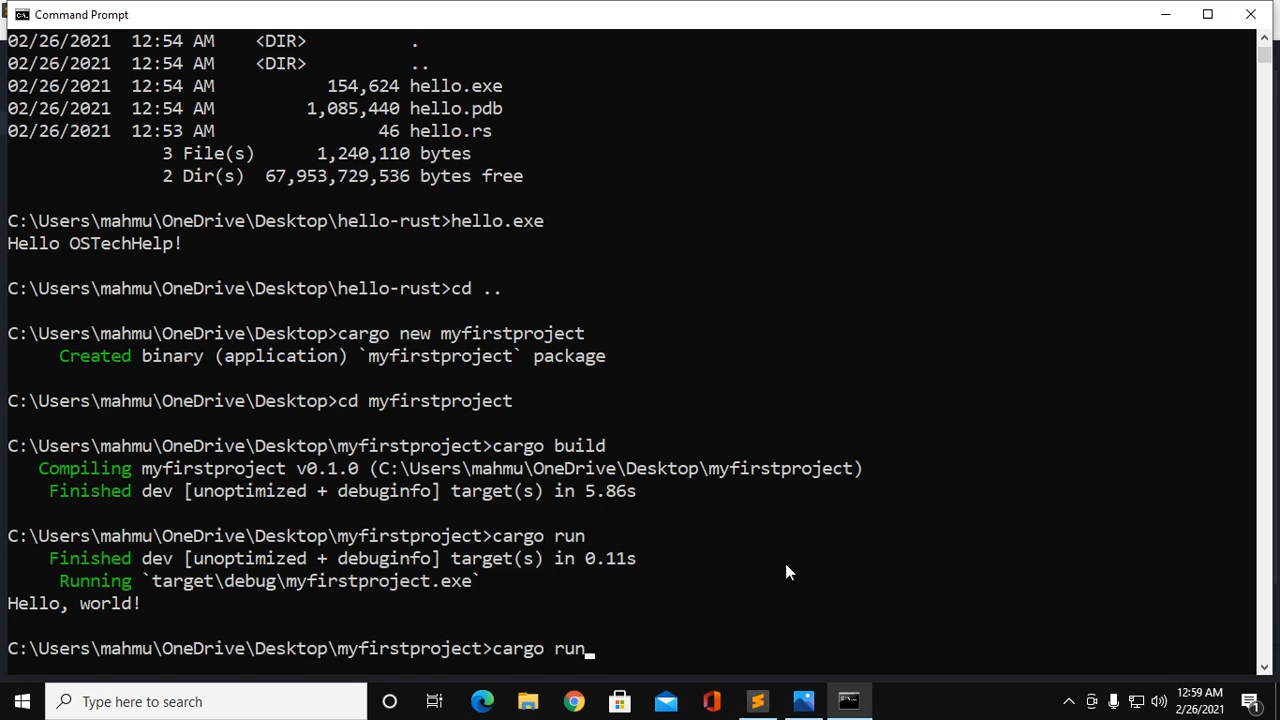 Command Prompt
02/26/2021  12:54 AM    <DIR>          .
02/26/2021  12:54 AM    <DIR>          ..
02/26/2021  12:54 AM           154,624 hello.exe
02/26/2021  12:54 AM         1,085,440 hello.pdb
02/26/2021  12:53 AM                46 hello.rs
               3 File(s)      1,240,110 bytes
               2 Dir(s)  67,953,729,536 bytes free
C:\Users\mahmu\OneDrive\Desktop\hello-rust>hello.exe
Hello OSTechHelp!
C:\Users\mahmu\OneDrive\Desktop\hello-rust>cd ..
C:\Users\mahmu\OneDrive\Desktop>cargo new myfirstproject
     Created binary (application) `myfirstproject` package
C:\Users\mahmu\OneDrive\Desktop>cd myfirstproject
C:\Users\mahmu\OneDrive\Desktop\myfirstproject>cargo build
   Compiling myfirstproject v0.1.0 (C:\Users\mahmu\OneDrive\Desktop\myfirstproject)
    Finished dev [unoptimized + debuginfo] target(s) in 5.86s
C:\Users\mahmu\OneDrive\Desktop\myfirstproject>cargo run
    Finished dev [unoptimized + debuginfo] target(s) in 0.11s
     Running `target\debug\myfirstproject.exe`
Hello, world!
C:\Users\mahmu\OneDrive\Desktop\myfirstproject>cargo run
Type here to search
12:59 AM
2/26/2021
1